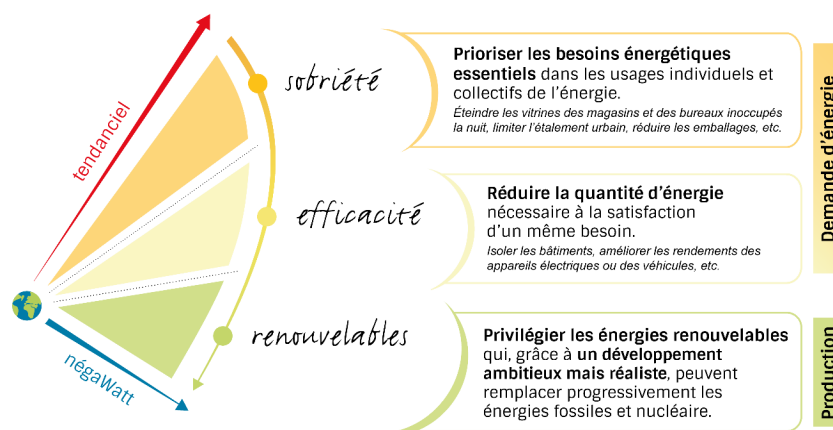 tendanciel
négaWatt
sobriété
Prioriser les besoins énergétiques
essentiels dans les usages individuels et
collectifs de l'énergie.
Éteindre les vitrines des magasins et des bureaux inoccupés
la nuit, limiter l'étalement urbain, réduire les emballages, etc.
efficacité
Réduire la quantité d'énergie
nécessaire à la satisfaction
d'un même besoin.
Isoler les bâtiments, améliorer les rendements des
appareils électriques ou des véhicules, etc.
Demande d'énergie
renouvelables
Privilégier les énergies renouvelables
qui, grâce à un développement
ambitieux mais réaliste, peuvent
remplacer progressivement les
énergies fossiles et nucléaire.
Production